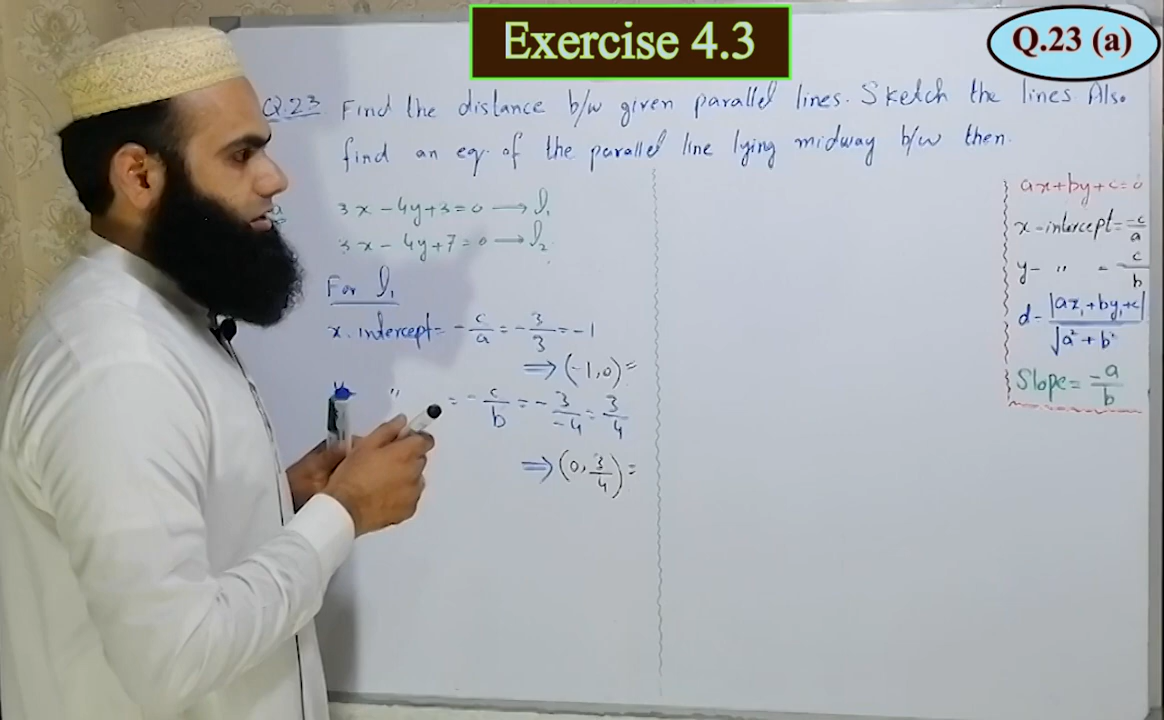 Exercise 4.3
Q.23 (a)
Q.23 Find the distance b/w given parallel lines. Sketch the lines. Also
find an eq. of the parallel line lying midway b/w then.
3x - 4y + 3 = 0 ⟶ l₁
3x - 4y + 7 = 0 ⟶ l₂
For l₁
x-intercept = -c/a = -3/3 = -1
⟹ (-1, 0) =
y- " = -c/b = -3/-4 = 3/4
⟹ (0, 3/4) =
ax + by + c = 0
x-intercept = -c/a
y- " = c/b
d = |ax₁ + by₁ + c| / √a² + b²
Slope = -a/b